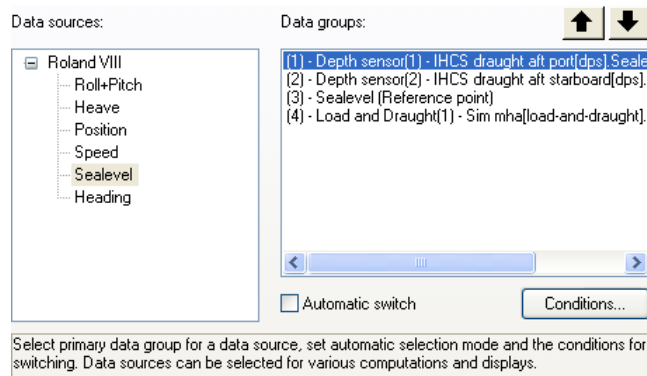 Data sources:
Data groups:
Roland VIII
Roll+Pitch
Heave
Position
Speed
Sealevel
Heading
(1) - Depth sensor(1) - IHCS draught aft port[dps].Seale
(2) - Depth sensor(2) - IHCS draught aft starboard[dps].
(3) - Sealevel (Reference point)
(4) - Load and Draught(1) - Sim mha[load-and-draught].
Automatic switch
Conditions...
Select primary data group for a data source, set automatic selection mode and the conditions for
switching. Data sources can be selected for various computations and displays.